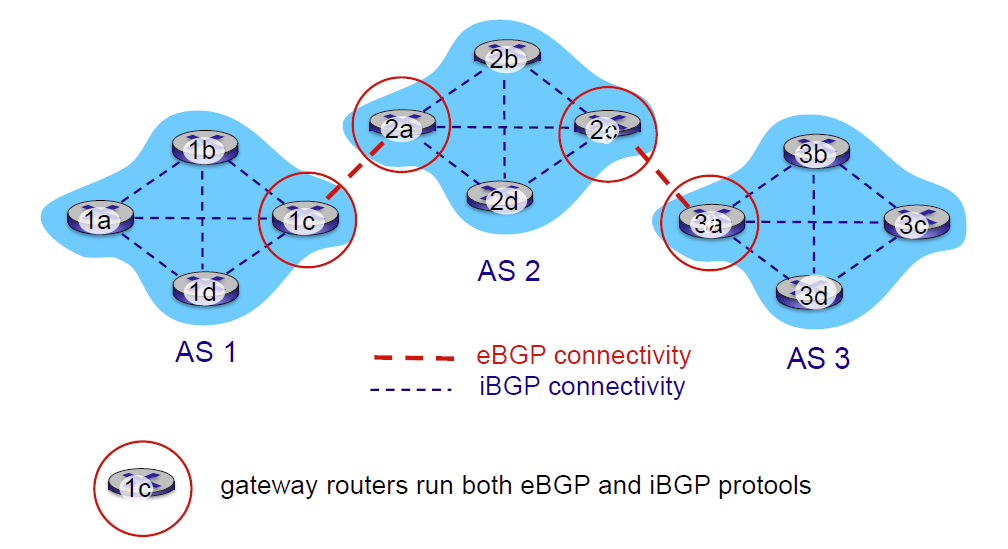 2b
2a
2c
2d
AS 2
1b
1a
1c
1d
AS 1
3b
3a
3c
3d
AS 3
eBGP connectivity
iBGP connectivity
1c
gateway routers run both eBGP and iBGP protools